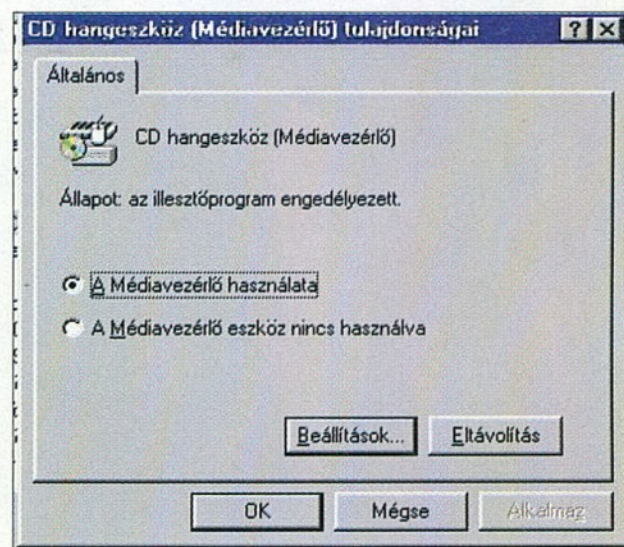 CD hangeszköz (Médiavezérlő) tulajdonságai
Általános
CD hangeszköz (Médiavezérlő)
Állapot: az illesztőprogram engedélyezett.
A Médiavezérlő használata
A Médiavezérlő eszköz nincs használva
Beállítások... Eltávolítás
OK Mégse Alkalmaz